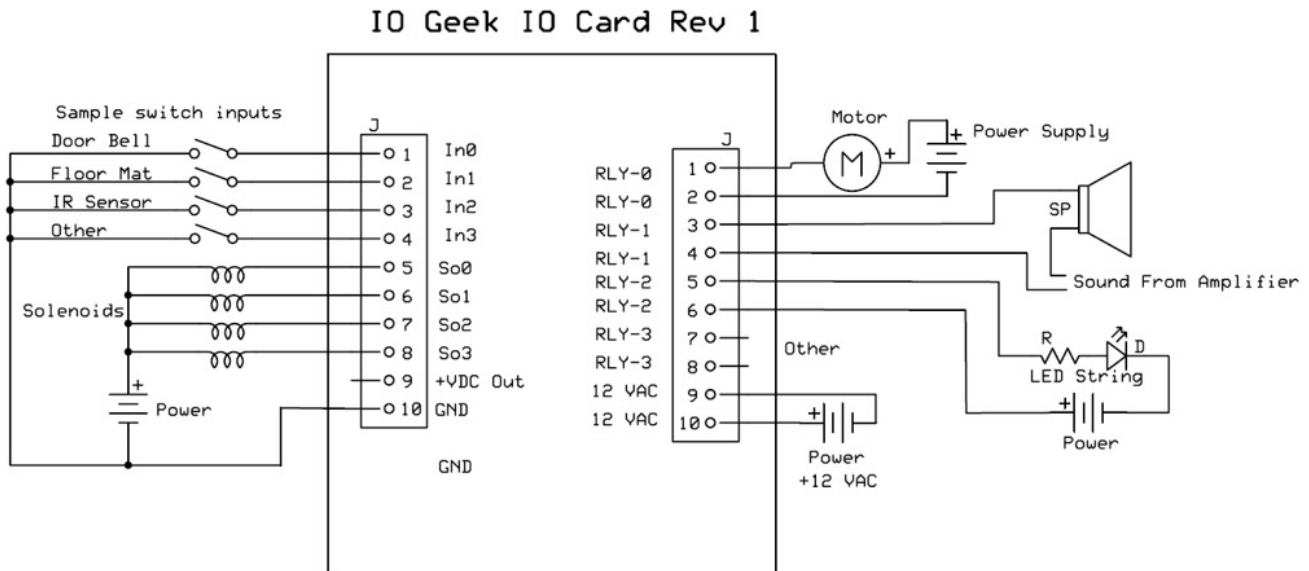 IO Geek IO Card Rev 1
Sample switch inputs
Door Bell
Floor Mat
IR Sensor
Other
Solenoids
+
Power
J
1 In0
2 In1
3 In2
4 In3
5 So0
6 So1
7 So2
8 So3
9 +VDC Out
10 GND
GND
J
RLY-0 1
RLY-0 2
RLY-1 3
RLY-1 4
RLY-2 5
RLY-2 6
RLY-3 7
RLY-3 8
12 VAC 9
12 VAC 10
Motor
M
+
+
Power Supply
SP
Sound From Amplifier
Other
R
D
LED String
+
Power
+
Power
+12 VAC